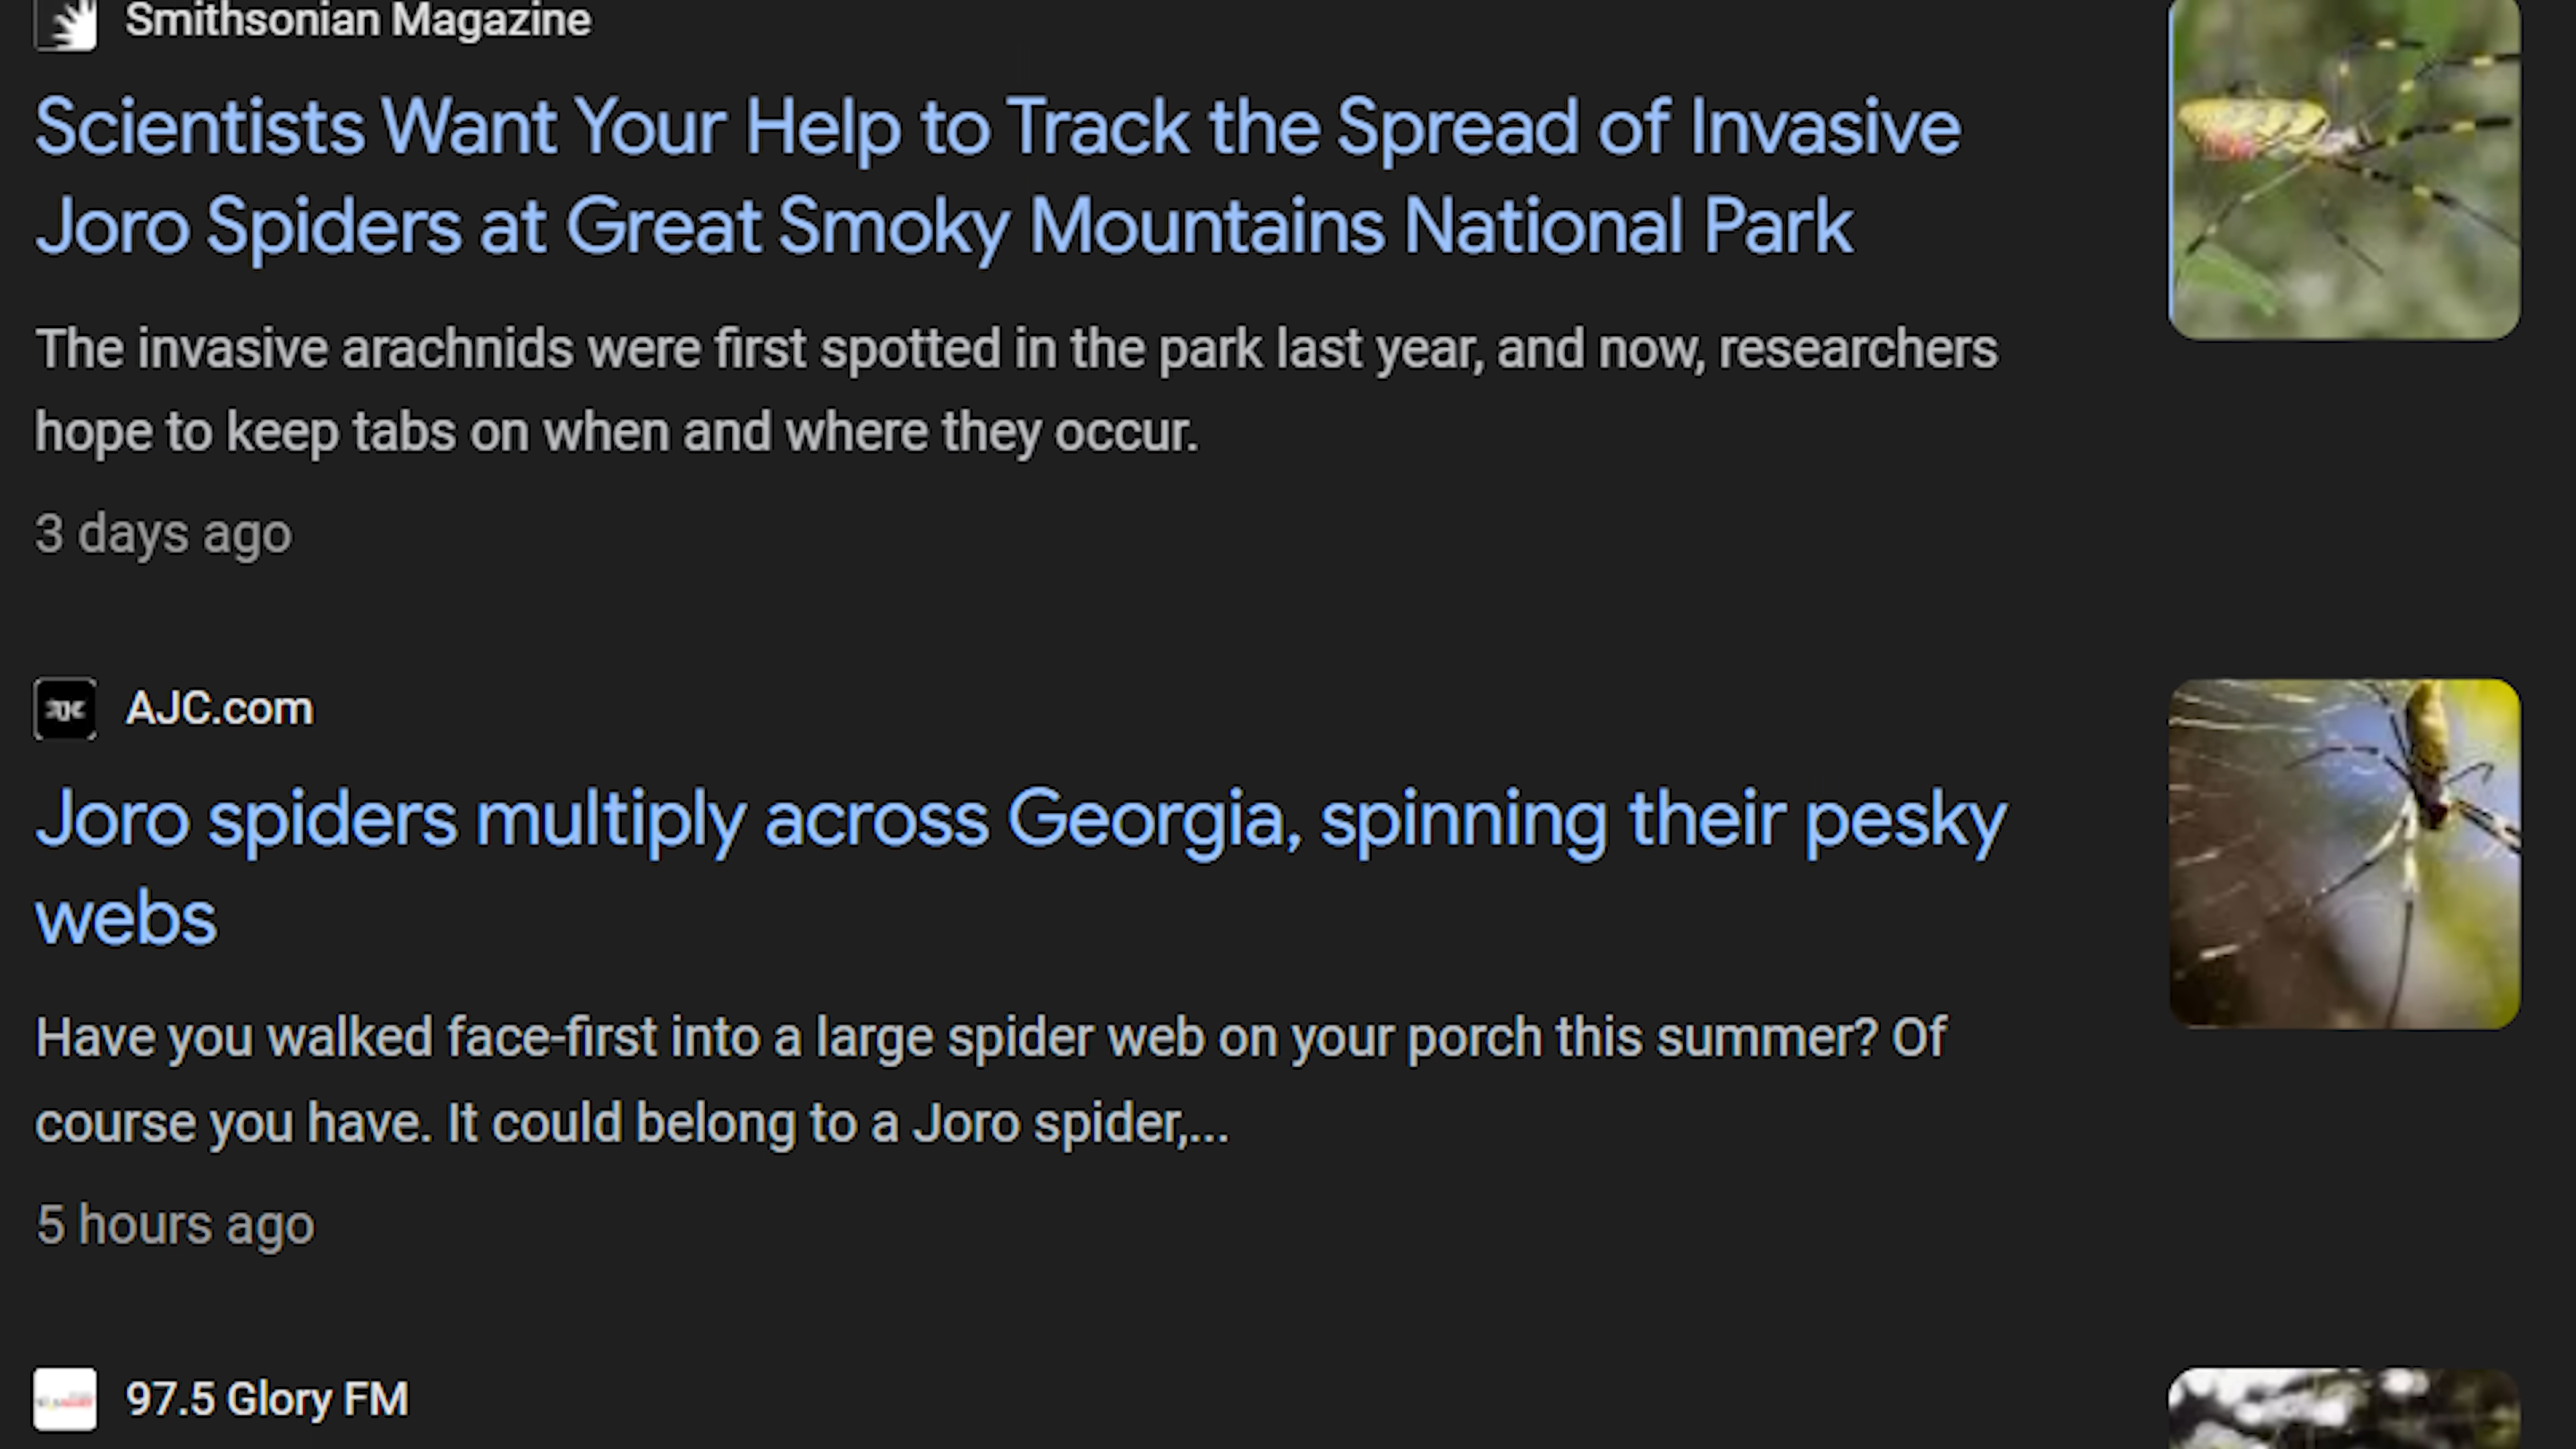 Smithsonian Magazine
Scientists Want Your Help to Track the Spread of Invasive
Joro Spiders at Great Smoky Mountains National Park
The invasive arachnids were first spotted in the park last year, and now, researchers
hope to keep tabs on when and where they occur.
3 days ago
ajc
AJC.com
Joro spiders multiply across Georgia, spinning their pesky
webs
Have you walked face-first into a large spider web on your porch this summer? Of
course you have. It could belong to a Joro spider,...
5 hours ago
97.5 Glory FM